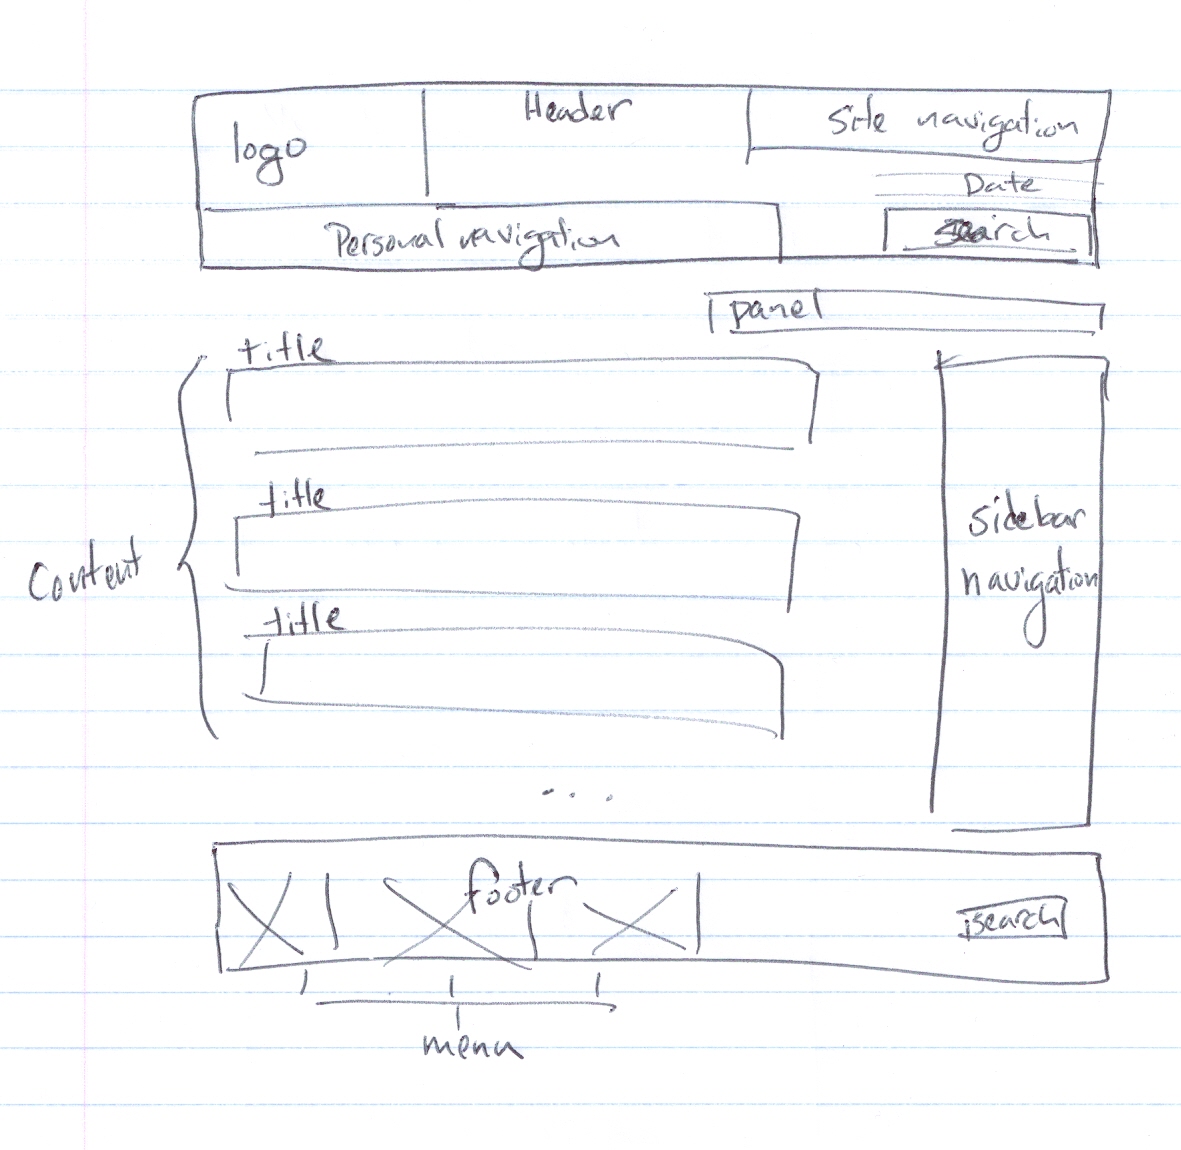 Header
Site navigation
logo
Date
Personal navigation
Search
panel
title
title
Sidebar
navigation
Content
title
...
footer
search
menu